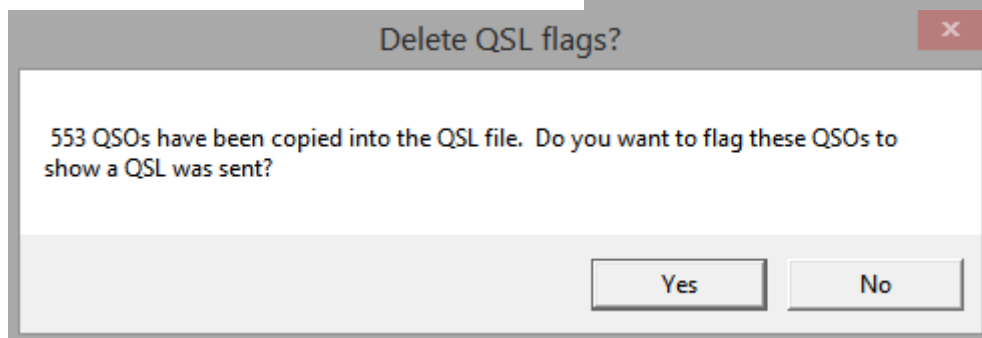 Delete QSL flags?
x
553 QSOs have been copied into the QSL file.  Do you want to flag these QSOs to
show a QSL was sent?
Yes No